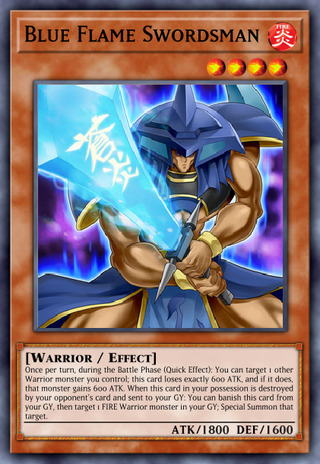 BLUE FLAME SWORDSMAN
FIRE
炎
蒼炎
[WARRIOR / EFFECT]
Once per turn, during the Battle Phase (Quick Effect): You can target 1 other
Warrior monster you control; this card loses exactly 600 ATK, and if it does,
that monster gains 600 ATK. When this card in your possession is destroyed
by your opponent's card and sent to your GY: You can banish this card from
your GY, then target 1 FIRE Warrior monster in your GY; Special Summon that
target.
ATK/1800 DEF/1600